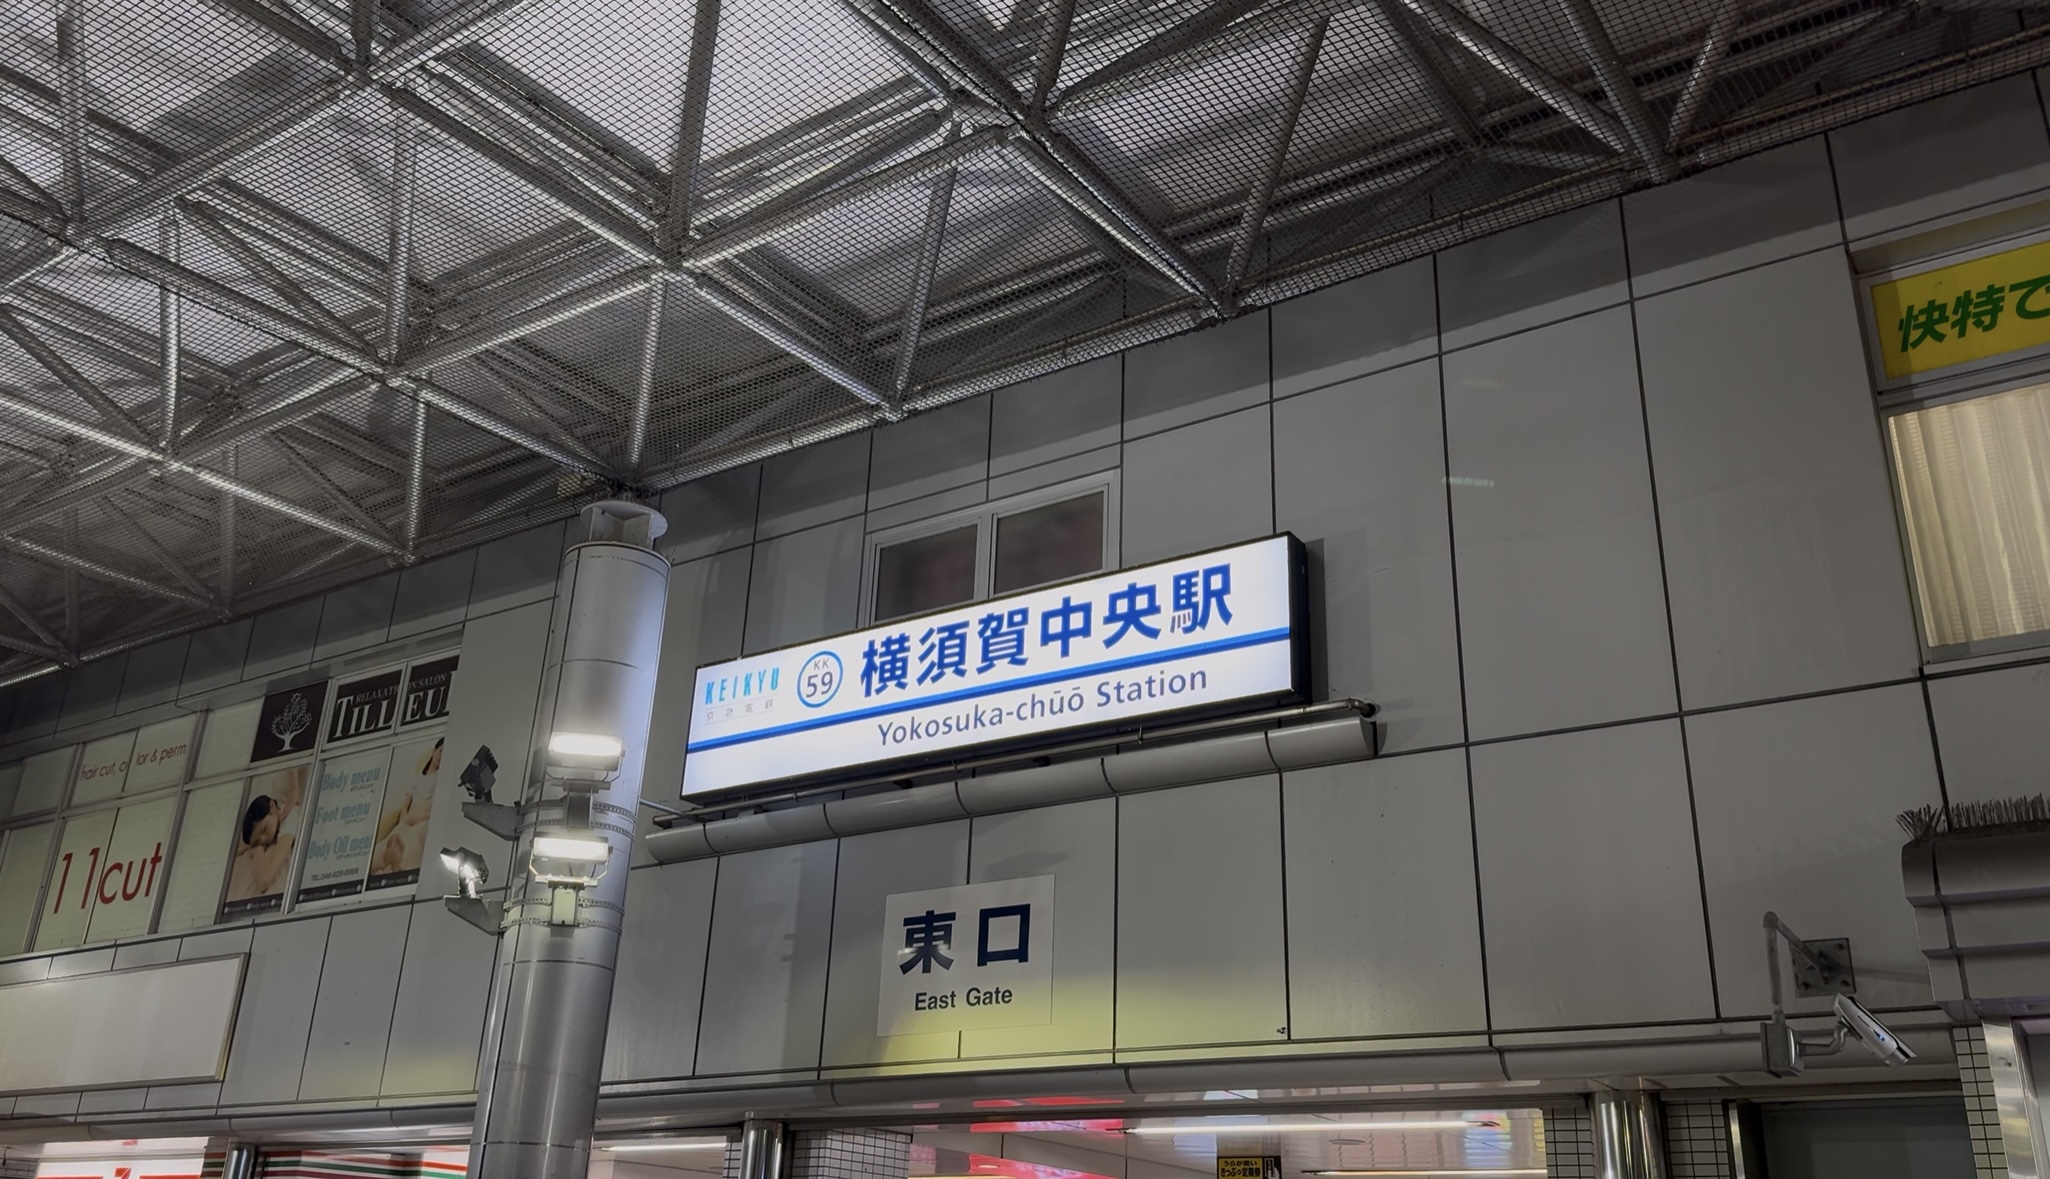 快特で
KEIKYU
京急電鉄
KK
59
横須賀中央駅
Yokosuka-chūō Station
RELAXATION SALON
TILLEUL
hair cut, color & perm
11cut
Body menu
Foot menu
Body Oil menu
東口
East Gate